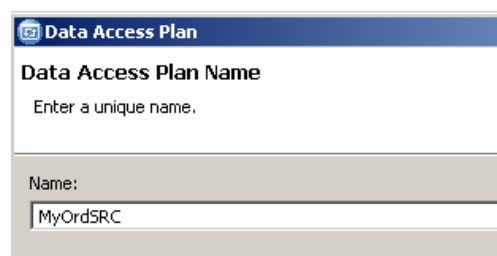 Data Access Plan
Data Access Plan Name
Enter a unique name.
Name:
MyOrdSRC